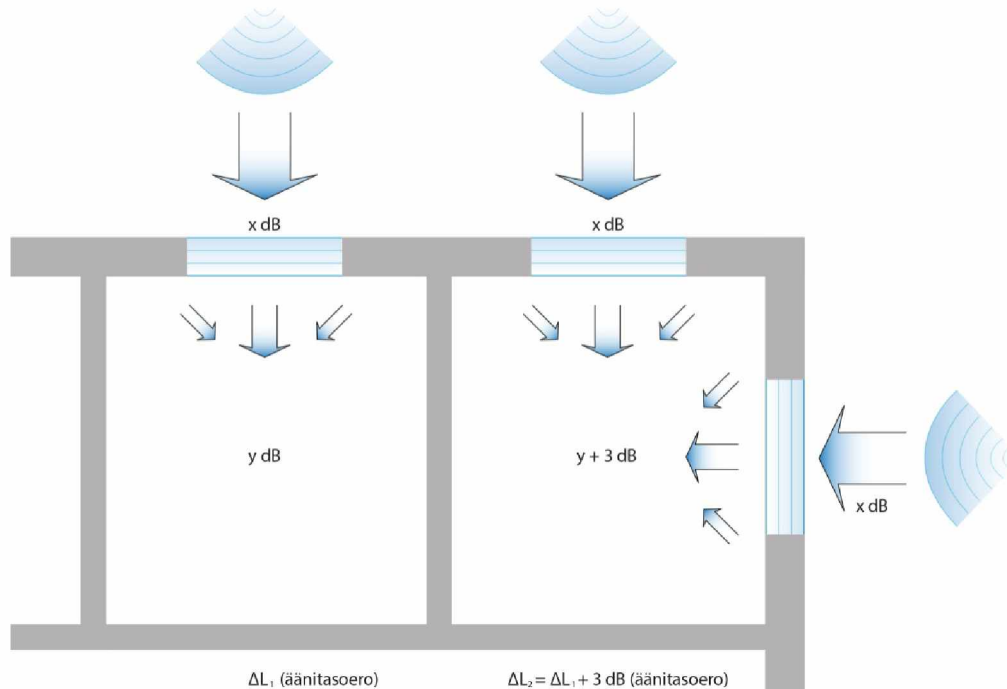 x dB
x dB
y dB
y + 3 dB
x dB
ΔL₁ (äänitasoero)
ΔL₂ = ΔL₁ + 3 dB (äänitasoero)